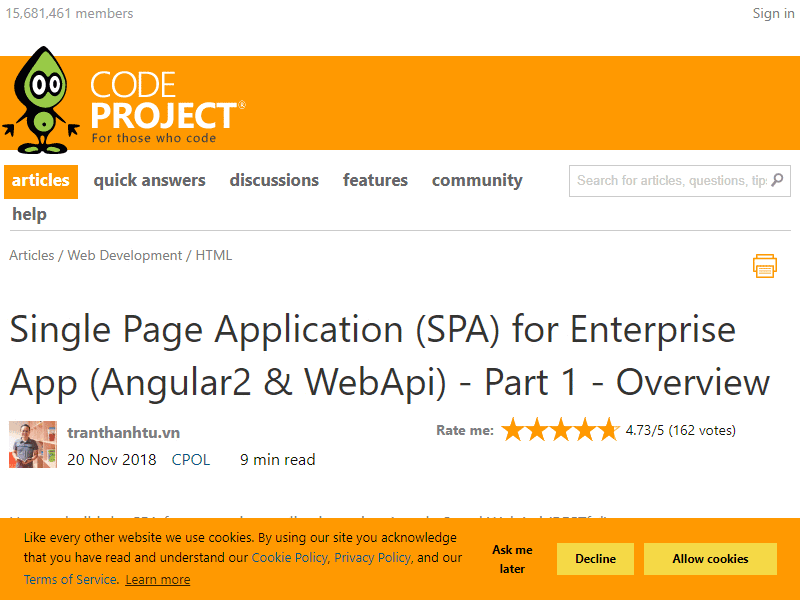 15,681,461 members
Sign in
CODE
PROJECT®
For those who code
articles quick answers discussions features community
Search for articles, questions, tips
help
Articles / Web Development / HTML
Single Page Application (SPA) for Enterprise
App (Angular2 & WebApi) - Part 1 - Overview
tranthanhtu.vn
Rate me: 4.73/5 (162 votes)
20 Nov 2018 CPOL 9 min read
Like every other website we use cookies. By using our site you acknowledge
that you have read and understand our Cookie Policy, Privacy Policy, and our
Terms of Service. Learn more
Ask me
later
Decline
Allow cookies